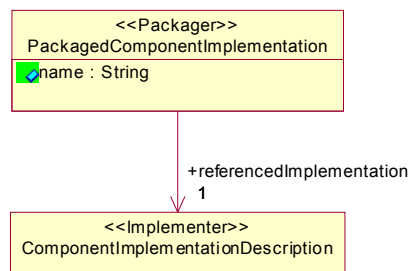 <<Packager>>
PackagedComponentImplementation
name : String
+referencedImplementation
1
<<Implementer>>
ComponentImplementationDescription